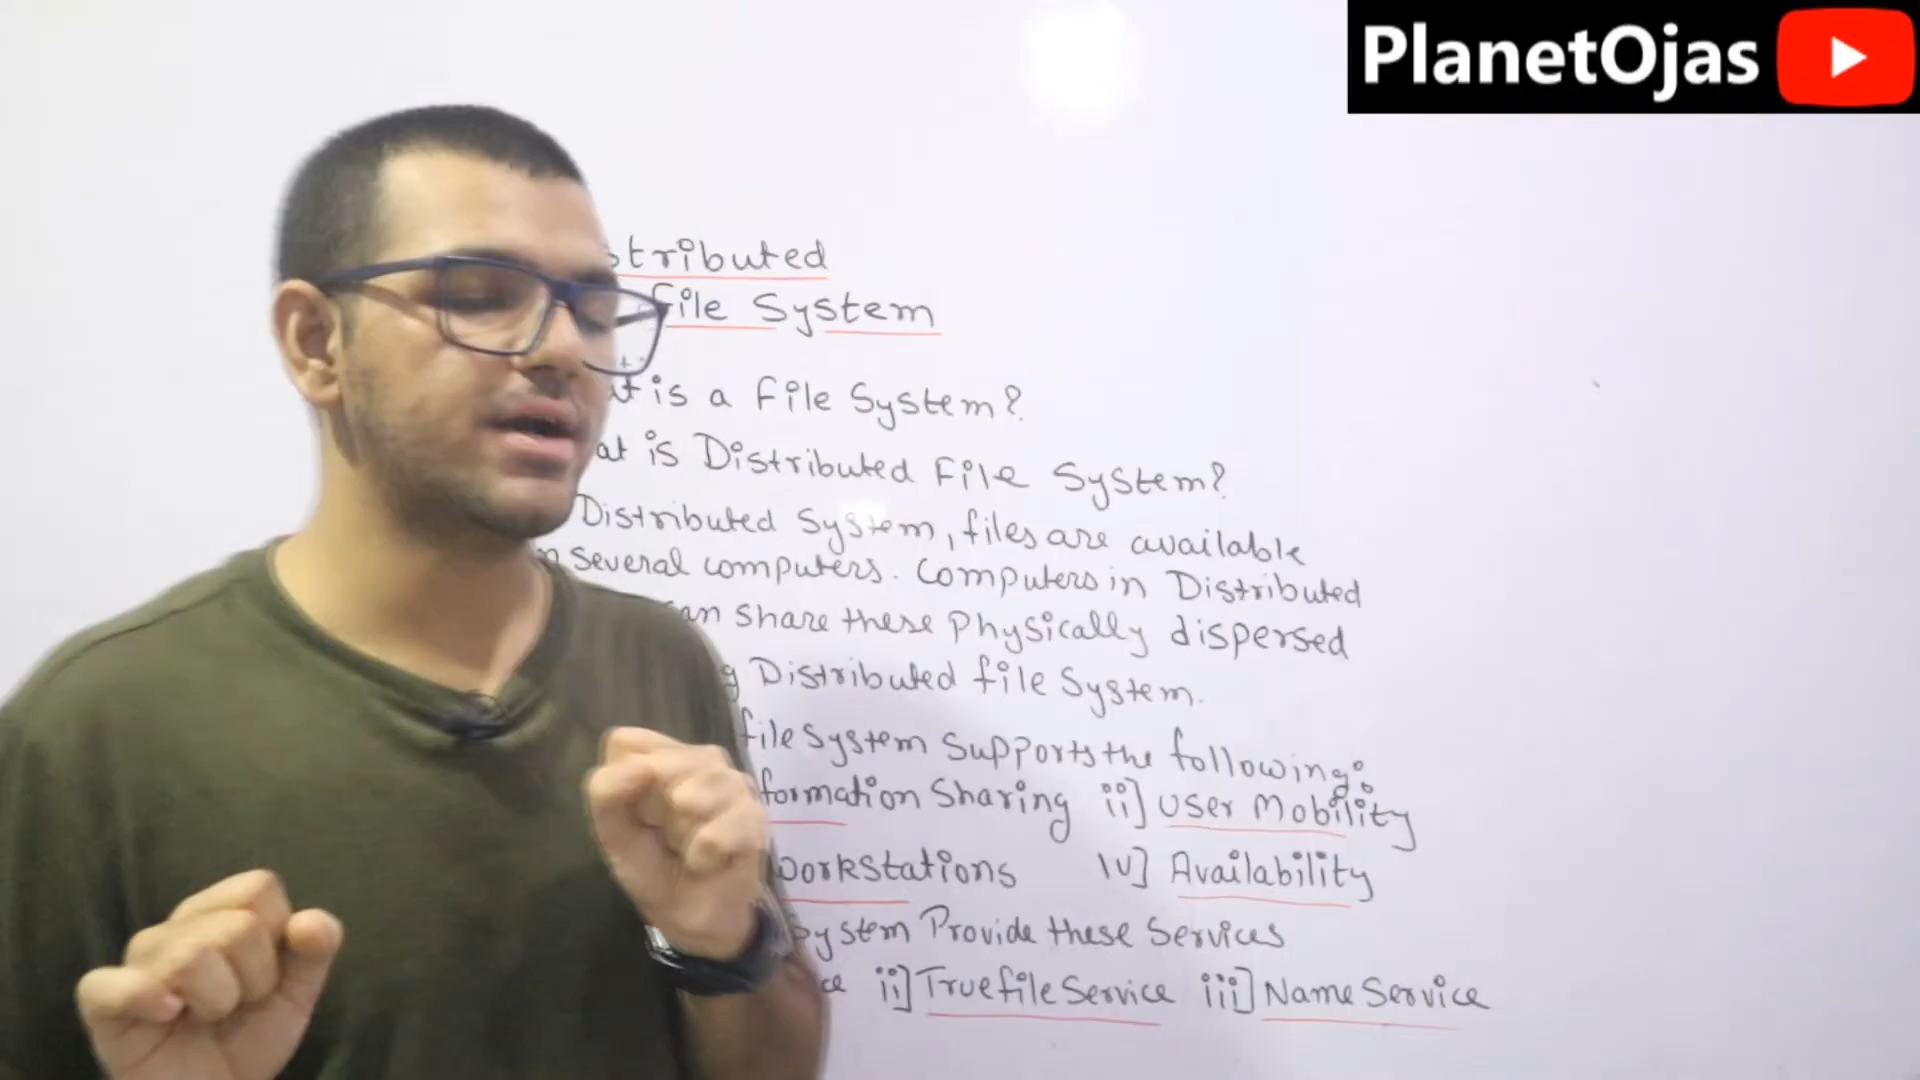 PlanetOjas
stributed
File System
is a File System?
at is Distributed File System?
Distributed System, files are available
n several computers. Computers in Distributed
an share these Physically dispersed
g Distributed file System.
file System Supports the following:
formation Sharing ii] User Mobility
workstations iv] Availability
System Provide these Services
ce ii] True file Service iii] Name Service